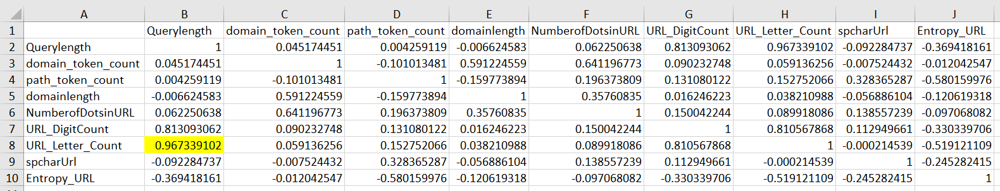 A B C D E F G H I J
1 Querylength domain_token_count path_token_count domainlength NumberofDotsinURL URL_DigitCount URL_Letter_Count spcharUrl Entropy_URL
2 Querylength 1 0.045174451 0.004259119 -0.006624583 0.062250638 0.813093062 0.967339102 -0.092284737 -0.369418161
3 domain_token_count 0.045174451 1 -0.101013481 0.591224559 0.641196773 0.090232748 0.059136256 -0.007524432 -0.012042547
4 path_token_count 0.004259119 -0.101013481 1 -0.159773894 0.196373809 0.131080122 0.152752066 0.328365287 -0.580159976
5 domainlength -0.006624583 0.591224559 -0.159773894 1 0.35760835 0.016246223 0.038210988 -0.056886104 -0.120619318
6 NumberofDotsinURL 0.062250638 0.641196773 0.196373809 0.35760835 1 0.150042244 0.089918086 0.138557239 -0.097068082
7 URL_DigitCount 0.813093062 0.090232748 0.131080122 0.016246223 0.150042244 1 0.810567868 0.112949661 -0.330339706
8 URL_Letter_Count 0.967339102 0.059136256 0.152752066 0.038210988 0.089918086 0.810567868 1 -0.000214539 -0.519121109
9 spcharUrl -0.092284737 -0.007524432 0.328365287 -0.056886104 0.138557239 0.112949661 -0.000214539 1 -0.245282415
10 Entropy_URL -0.369418161 -0.012042547 -0.580159976 -0.120619318 -0.097068082 -0.330339706 -0.519121109 -0.245282415 1